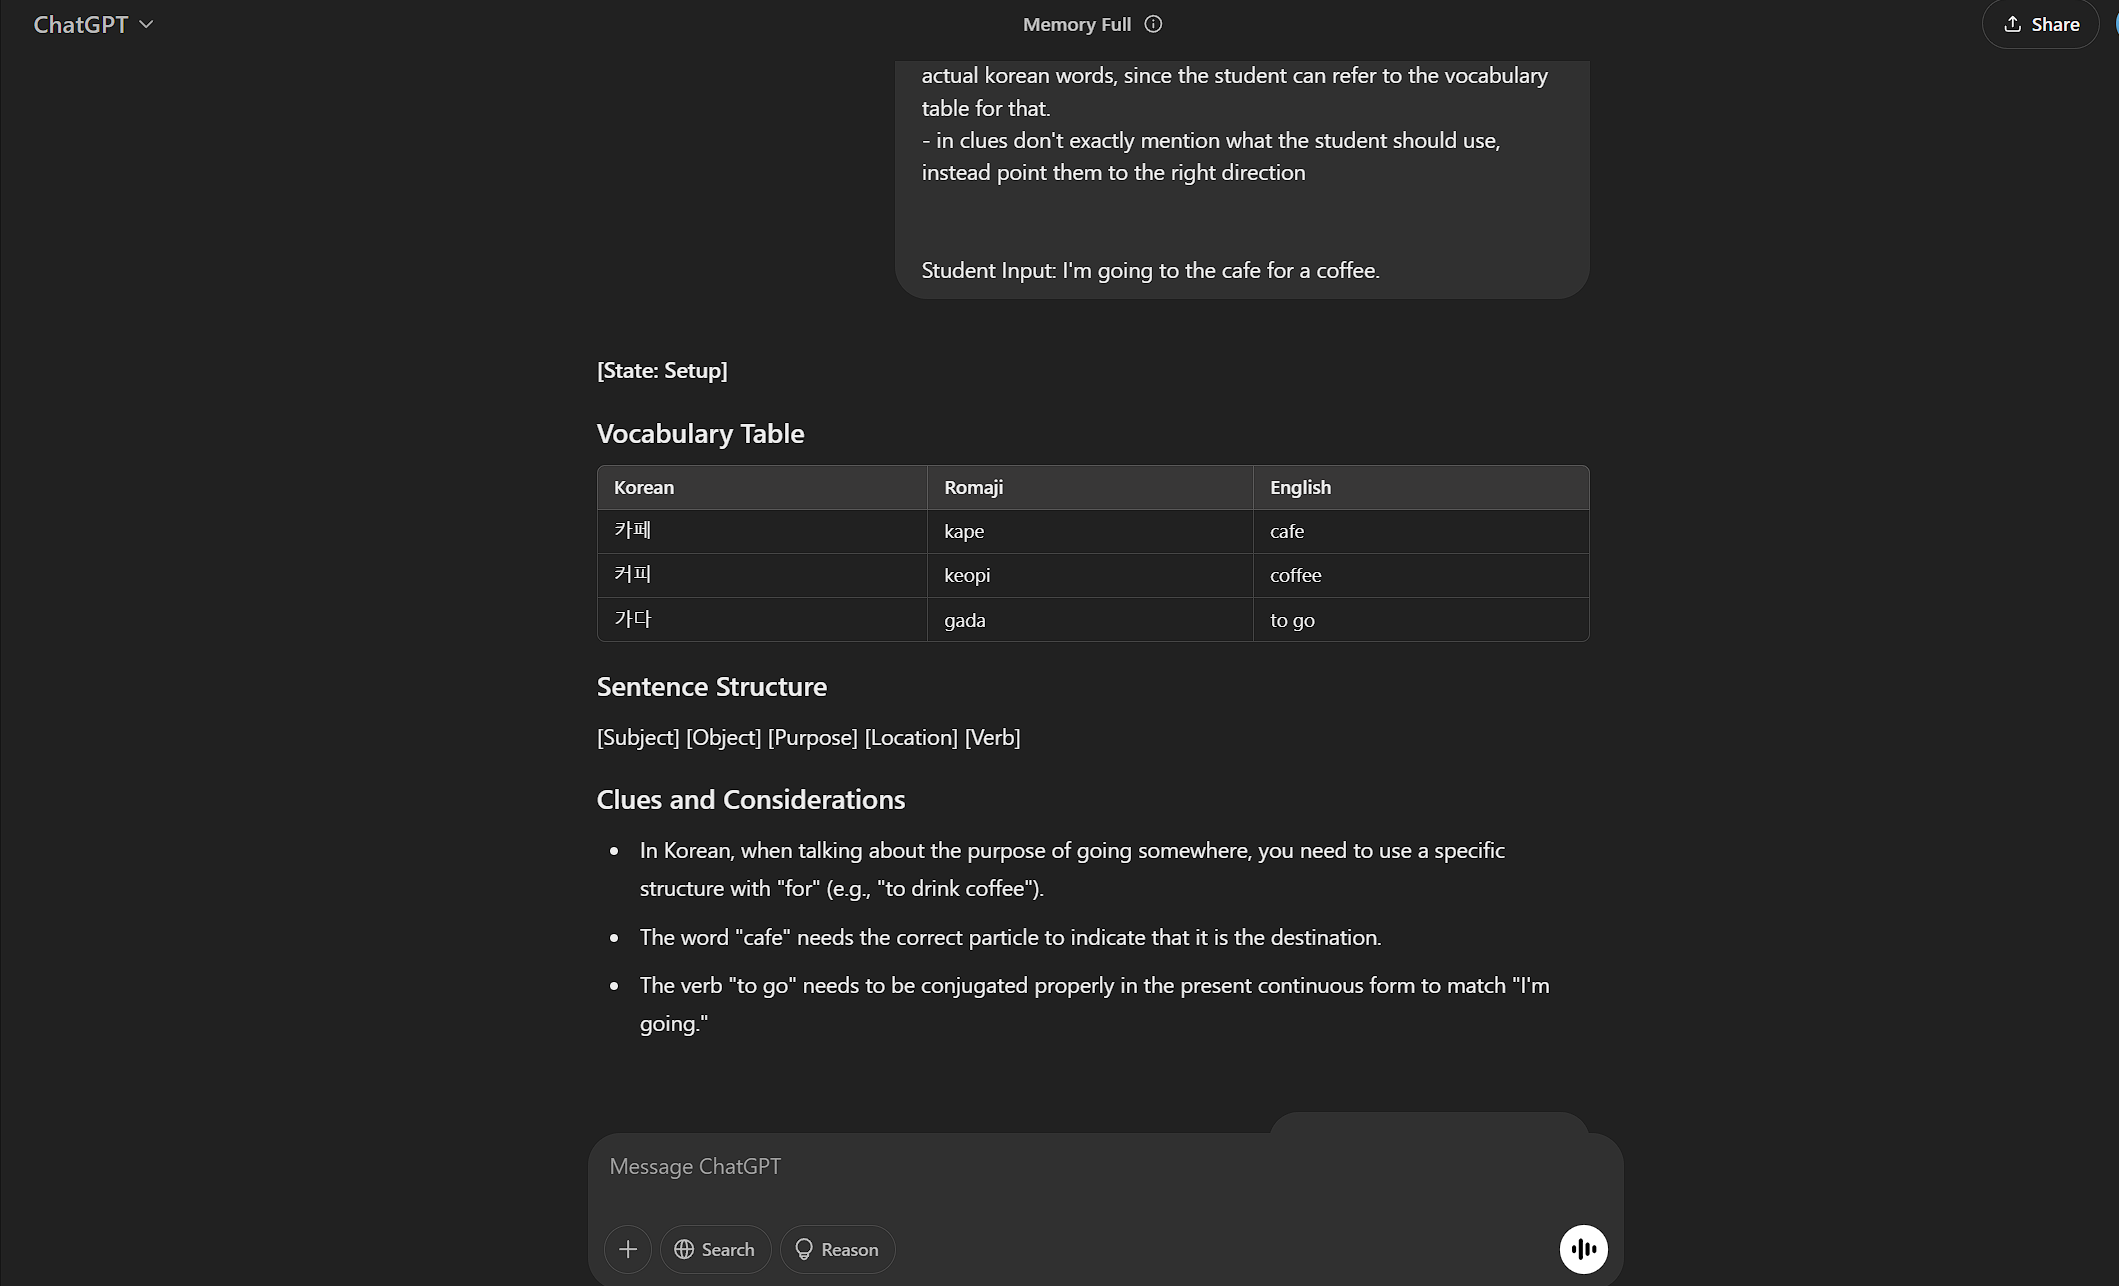 ChatGPT
Memory Full
Share
actual korean words, since the student can refer to the vocabulary
table for that.
- in clues don't exactly mention what the student should use,
instead point them to the right direction
Student Input: I'm going to the cafe for a coffee.
[State: Setup]
Vocabulary Table
Korean Romaji English
카페 kape cafe
커피 keopi coffee
가다 gada to go
Sentence Structure
[Subject] [Object] [Purpose] [Location] [Verb]
Clues and Considerations
In Korean, when talking about the purpose of going somewhere, you need to use a specific
structure with "for" (e.g., "to drink coffee").
The word "cafe" needs the correct particle to indicate that it is the destination.
The verb "to go" needs to be conjugated properly in the present continuous form to match "I'm
going."
Message ChatGPT
Search Reason